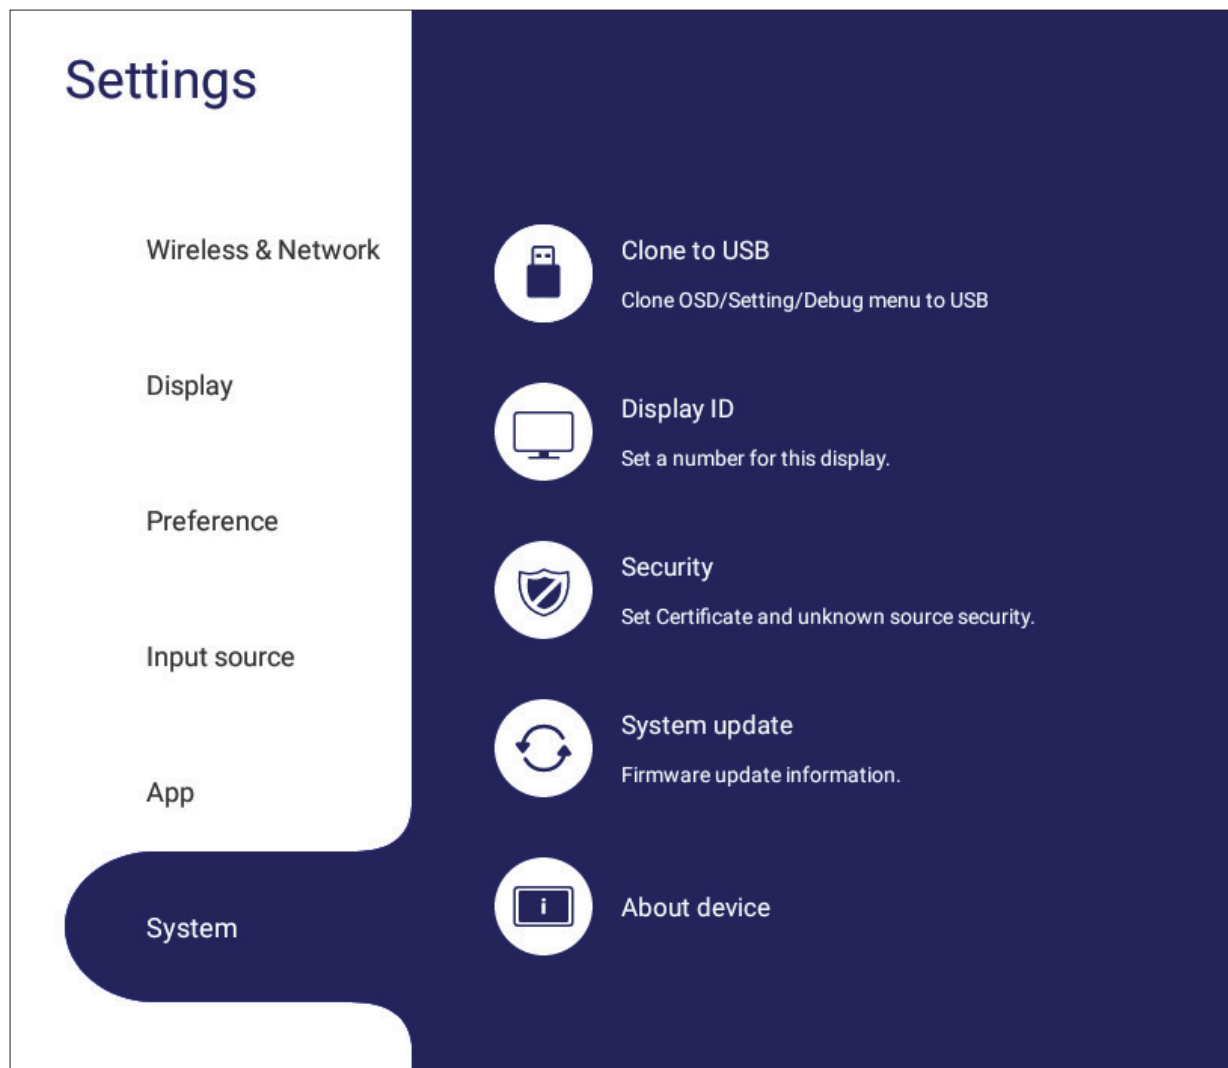 Settings
Wireless & Network
Display
Preference
Input source
App
System
Clone to USB
Clone OSD/Setting/Debug menu to USB
Display ID
Set a number for this display.
Security
Set Certificate and unknown source security.
System update
Firmware update information.
i
About device